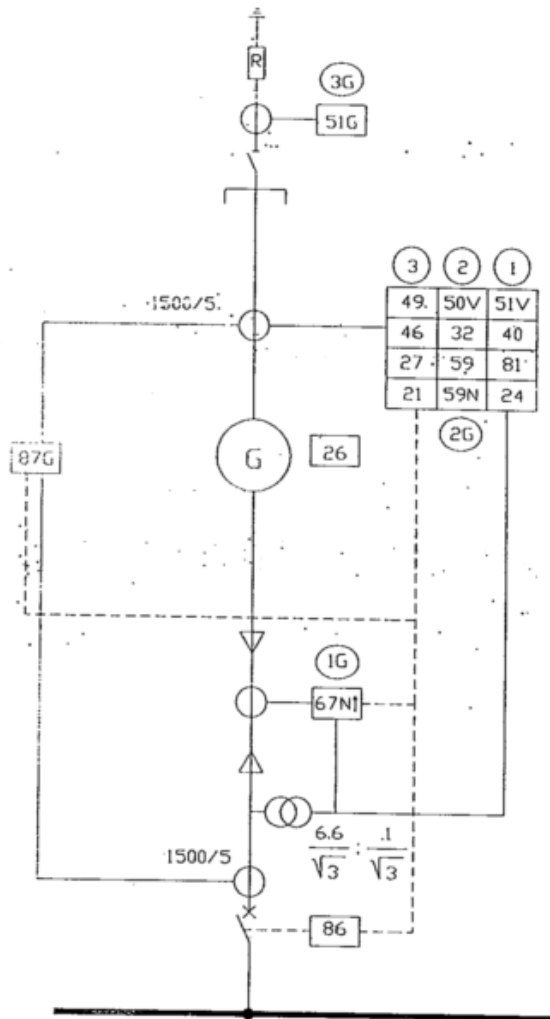 R
3G
51G
3 2 1
1500/5.
49. 50V 51V
46 32 40
27 59 81
21 59N 24
2G
87G
G
26
1G
67N↑
6.6/√3 : .1/√3
1500/5
86